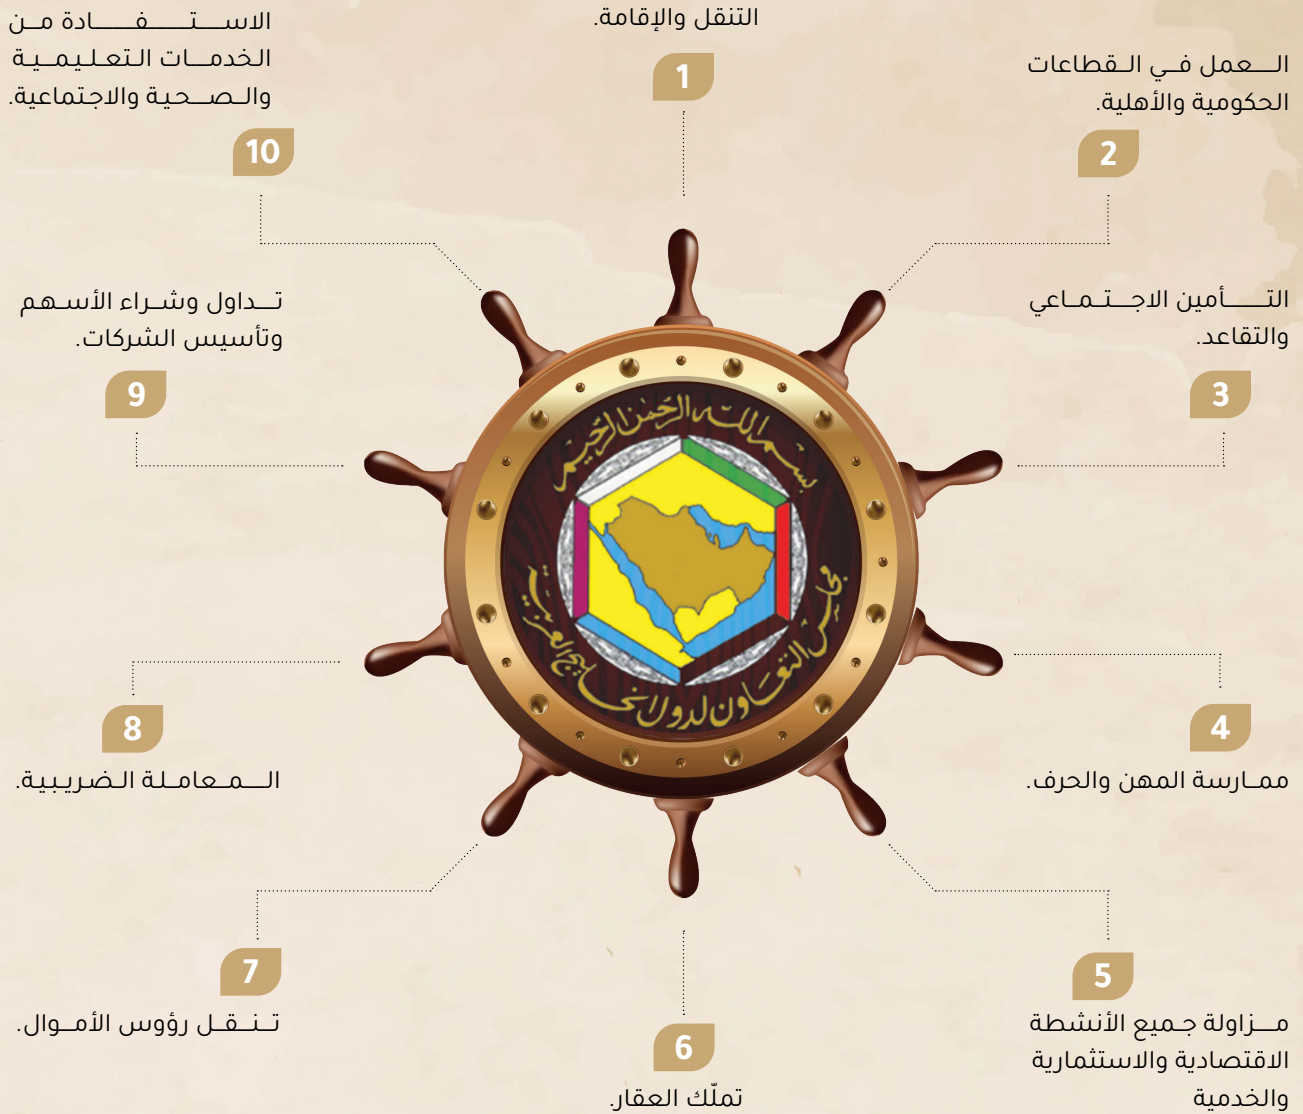 التنقل والإقامة.
1
العمل في القطاعات
الحكومية والأهلية.
2
التأمين الاجتماعي
والتقاعد.
3
4
ممارسة المهن والحرف.
5
مزاولة جميع الأنشطة
الاقتصادية والاستثمارية
والخدمية
6
تملّك العقار.
7
تنقل رؤوس الأموال.
8
المعاملة الضريبية.
تداول وشراء الأسهم
وتأسيس الشركات.
9
الاستفادة من
الخدمات التعليمية
والصحية والاجتماعية.
10
بسم الله الرحمن الرحيم
مجلس التعاون لدول الخليج العربية